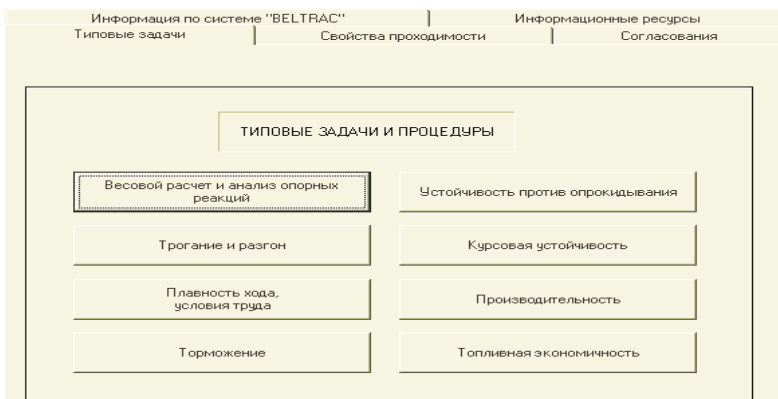 Информация по системе "BELTRAC"
Информационные ресурсы
Типовые задачи
Свойства проходимости
Согласования
ТИПОВЫЕ ЗАДАЧИ И ПРОЦЕДУРЫ
Весовой расчет и анализ опорных
реакций
Устойчивость против опрокидывания
Трогание и разгон
Курсовая устойчивость
Плавность хода,
условия труда
Производительность
Торможение
Топливная экономичность